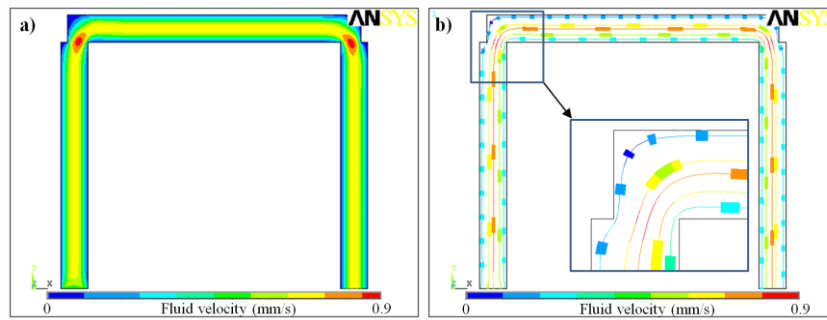 a)
ANSYS
x
0
Fluid velocity (mm/s)
0.9
b)
ANSYS
x
0
Fluid velocity (mm/s)
0.9